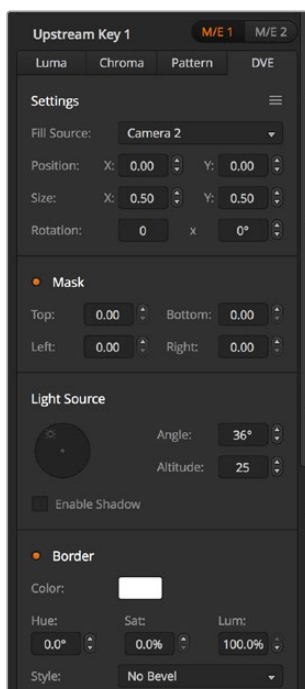 Upstream Key 1 M/E 1 M/E 2
Luma Chroma Pattern DVE
Settings
Fill Source: Camera 2
Position: X: 0.00 Y: 0.00
Size: X: 0.50 Y: 0.50
Rotation: 0 x 0°
Mask
Top: 0.00 Bottom: 0.00
Left: 0.00 Right: 0.00
Light Source
Angle: 36°
Altitude: 25
Enable Shadow
Border
Color:
Hue: Sat: Lum:
0.0° 0.0% 100.0%
Style: No Bevel